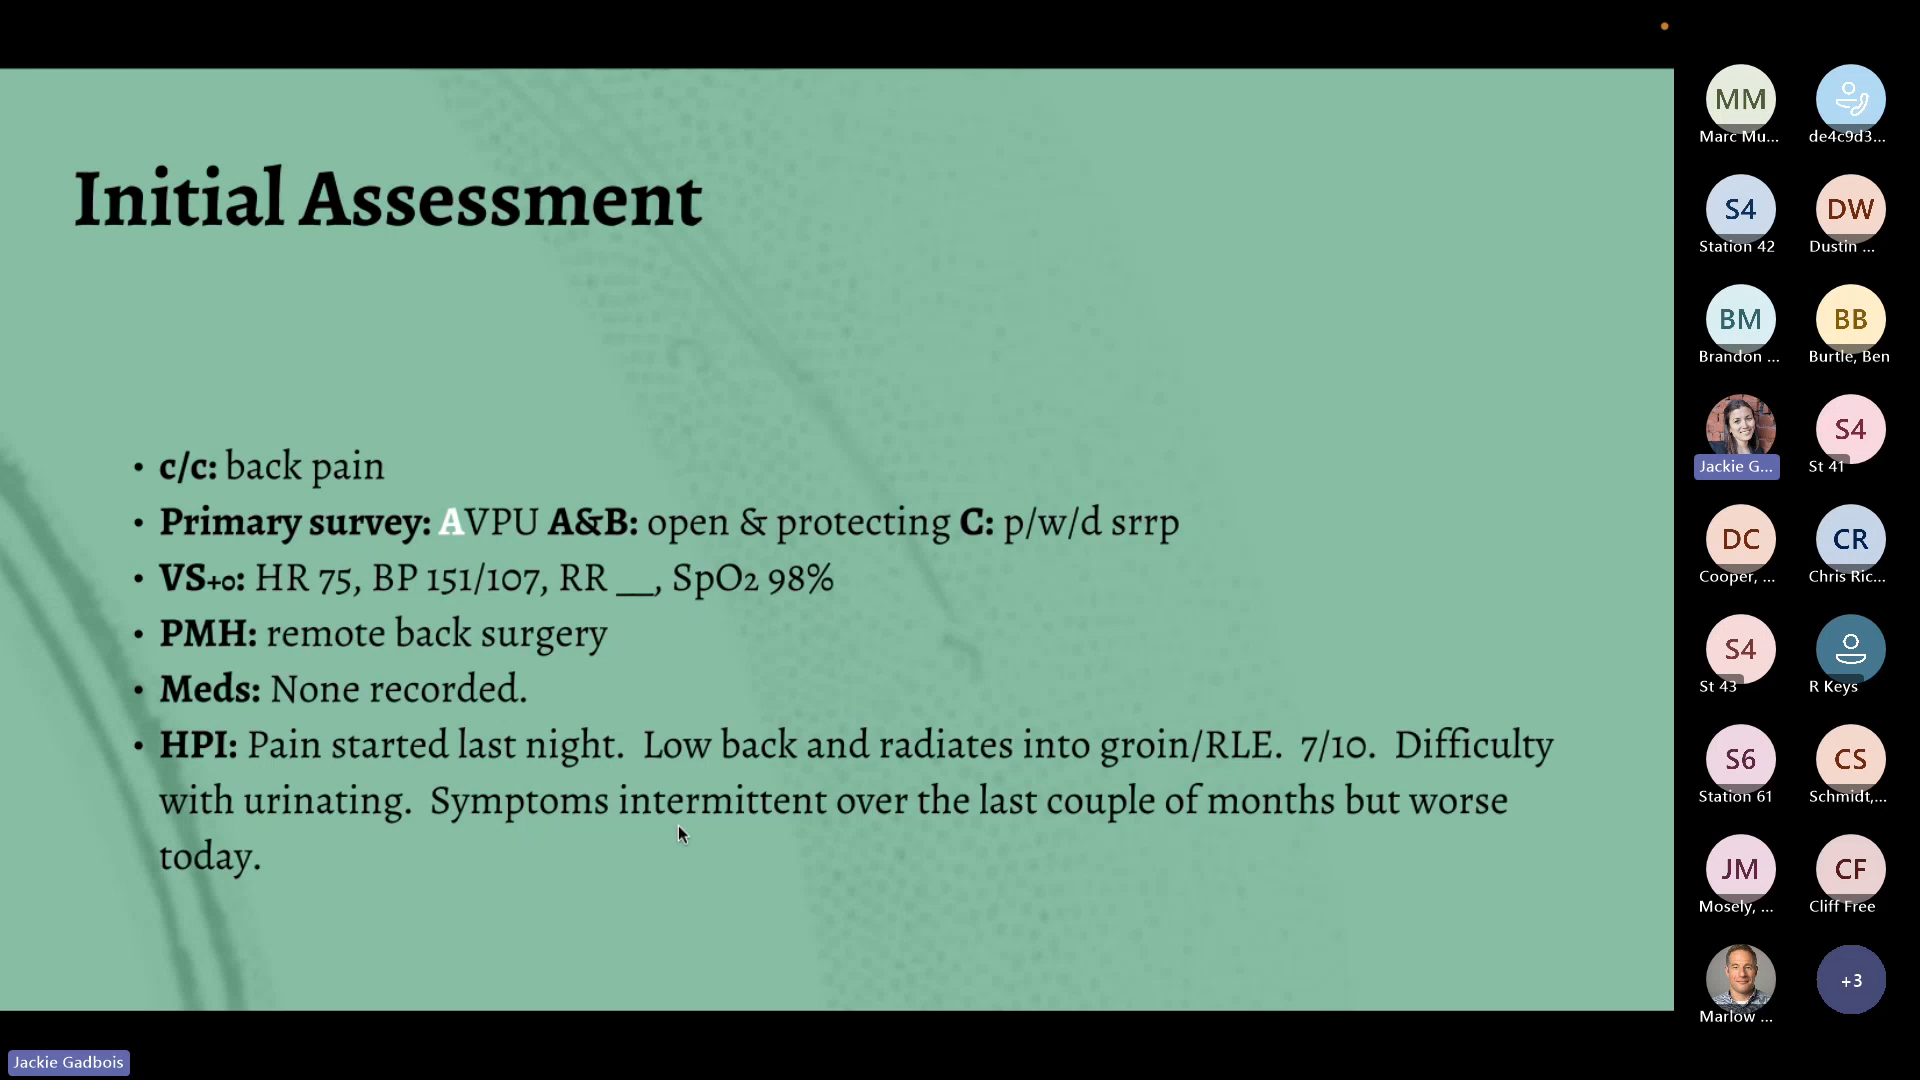 Initial Assessment
• c/c: back pain
• Primary survey: AVPU A&B: open & protecting C: p/w/d srrp
• VS+0: HR 75, BP 151/107, RR __, SpO2 98%
• PMH: remote back surgery
• Meds: None recorded.
• HPI: Pain started last night.  Low back and radiates into groin/RLE.  7/10.  Difficulty
with urinating.  Symptoms intermittent over the last couple of months but worse
today.
MM
Marc Mu...
de4c9d3...
S4
Station 42
DW
Dustin ...
BM
Brandon ...
BB
Burtle, Ben
Jackie G...
S4
St 41
DC
Cooper, ...
CR
Chris Ric...
S4
St 43
R Keys
S6
Station 61
CS
Schmidt,...
JM
Mosely, ...
CF
Cliff Free
Marlow ...
+3
Jackie Gadbois